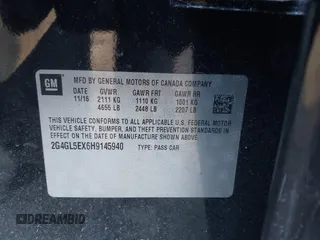 GM
MFD BY GENERAL MOTORS OF CANADA COMPANY
DATE GVWR GAWR FRT GAWR RR
11/16 2111 KG 1110 KG 1001 KG
4655 LB 2448 LB 2207 LB
THIS VEHICLE CONFORMS TO ALL APPLICABLE U.S. FEDERAL MOTOR
VEHICLE SAFETY, BUMPER, AND THEFT PREVENTION STANDARDS
IN EFFECT ON THE DATE OF MANUFACTURE SHOWN ABOVE.
2G4GL5EX6H9145940 TYPE: PASS CAR
DREAMBID